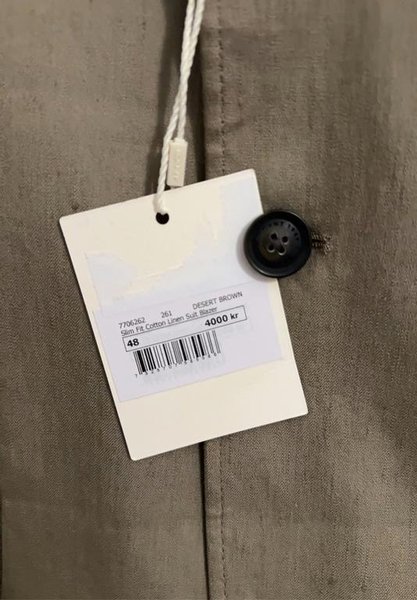 7706262 261 DESERT BROWN
Slim Fit Cotton Linen Suit Blazer
48 4000 kr